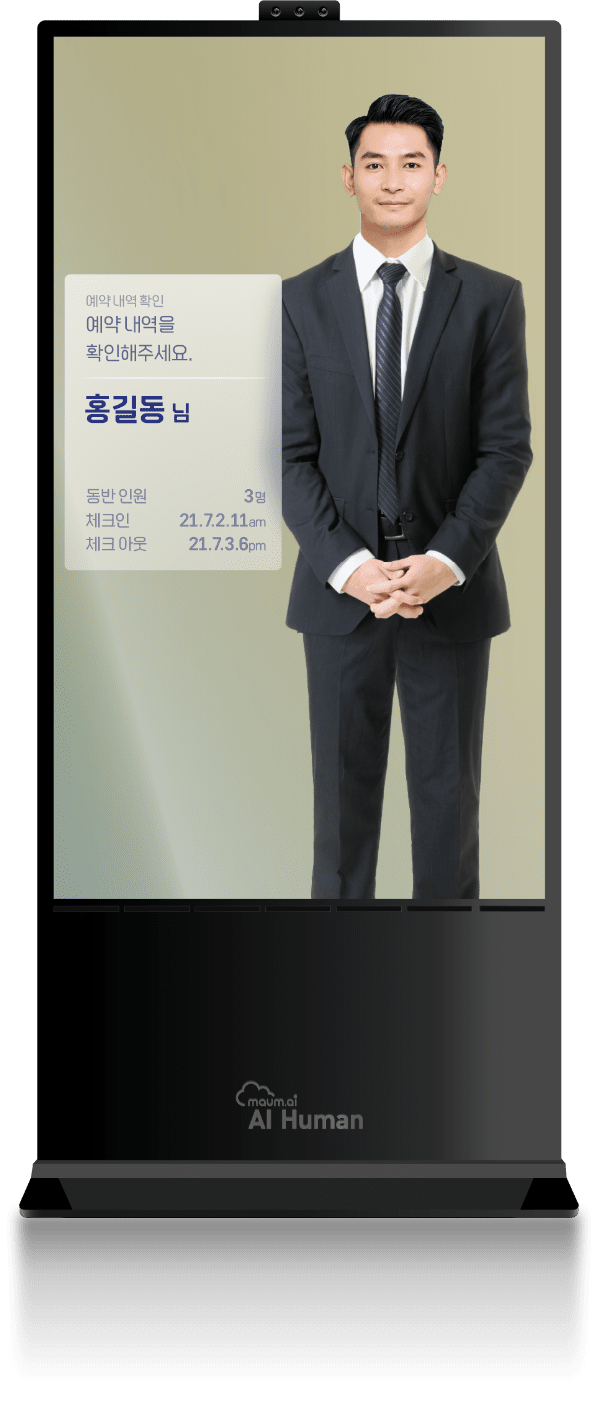 예약 내역 확인
예약 내역을
확인해주세요.
홍길동 님
동반 인원 3명
체크인 21.7.2.11am
체크 아웃 21.7.3.6pm
maum.ai
AI Human